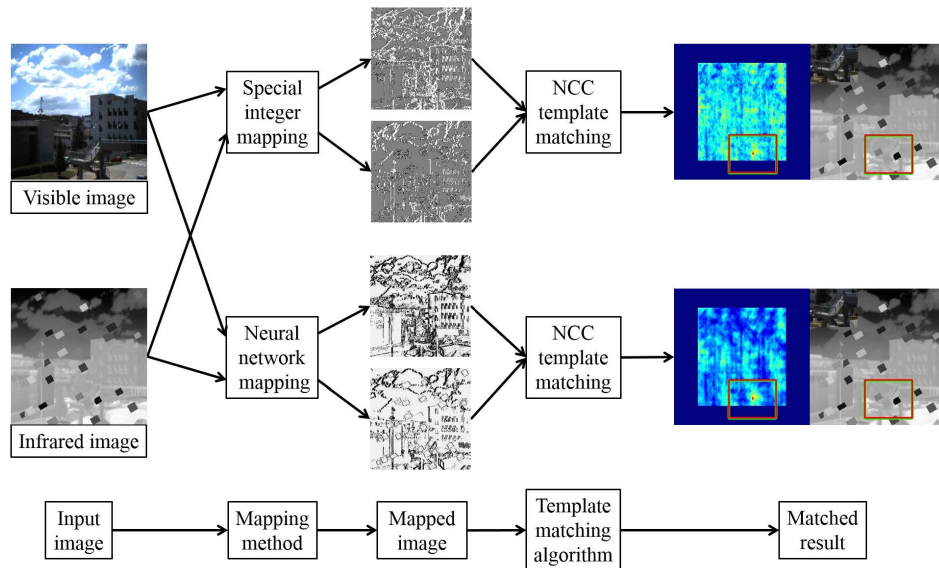 Visible image
Special
integer
mapping
NCC
template
matching
Infrared image
Neural
network
mapping
NCC
template
matching
Input
image
Mapping
method
Mapped
image
Template
matching
algorithm
Matched
result